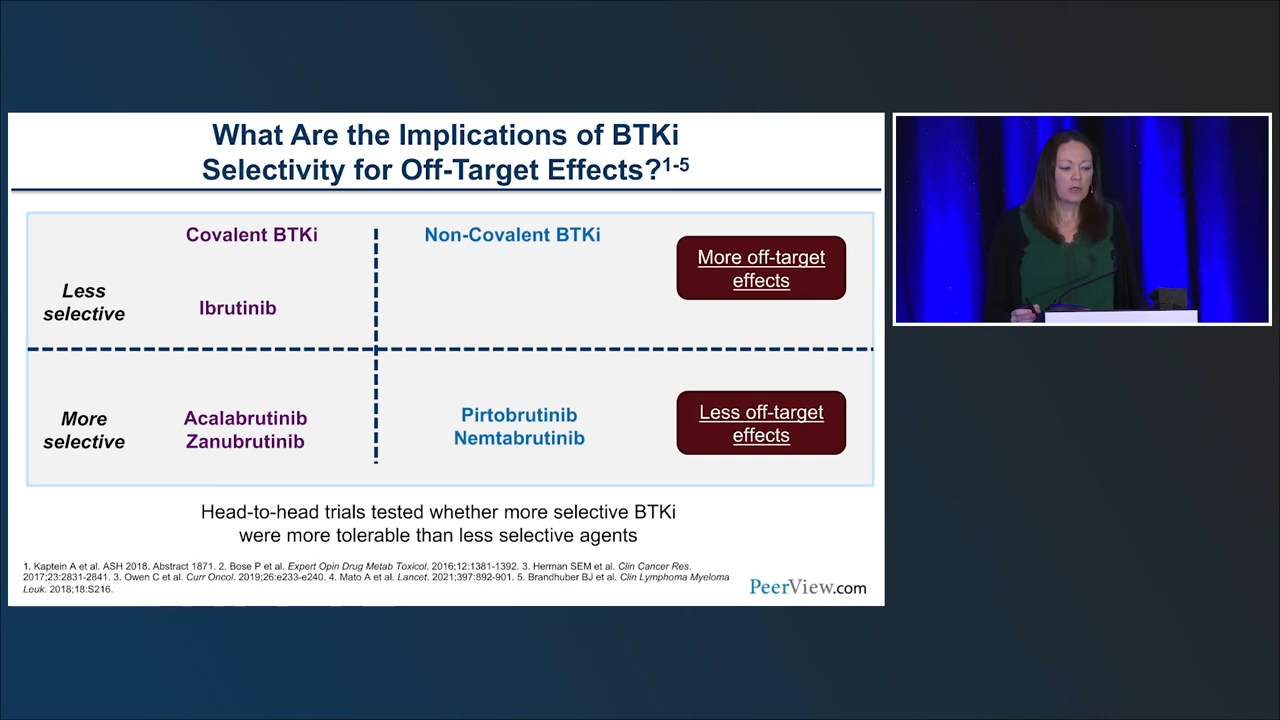 What Are the Implications of BTKi
Selectivity for Off-Target Effects?1-5
Covalent BTKi
Non-Covalent BTKi
More off-target
effects
Less
selective
Ibrutinib
More
selective
Acalabrutinib
Zanubrutinib
Pirtobrutinib
Nemtabrutinib
Less off-target
effects
Head-to-head trials tested whether more selective BTKi
were more tolerable than less selective agents
1. Kaptein A et al. ASH 2018. Abstract 1871. 2. Bose P et al. Expert Opin Drug Metab Toxicol. 2016;12:1381-1392. 3. Herman SEM et al. Clin Cancer Res.
2017;23:2831-2841. 3. Owen C et al. Curr Oncol. 2019;26:e233-e240. 4. Mato A et al. Lancet. 2021;397:892-901. 5. Brandhuber BJ et al. Clin Lymphoma Myeloma
Leuk. 2018;18:S216.
PeerView.com